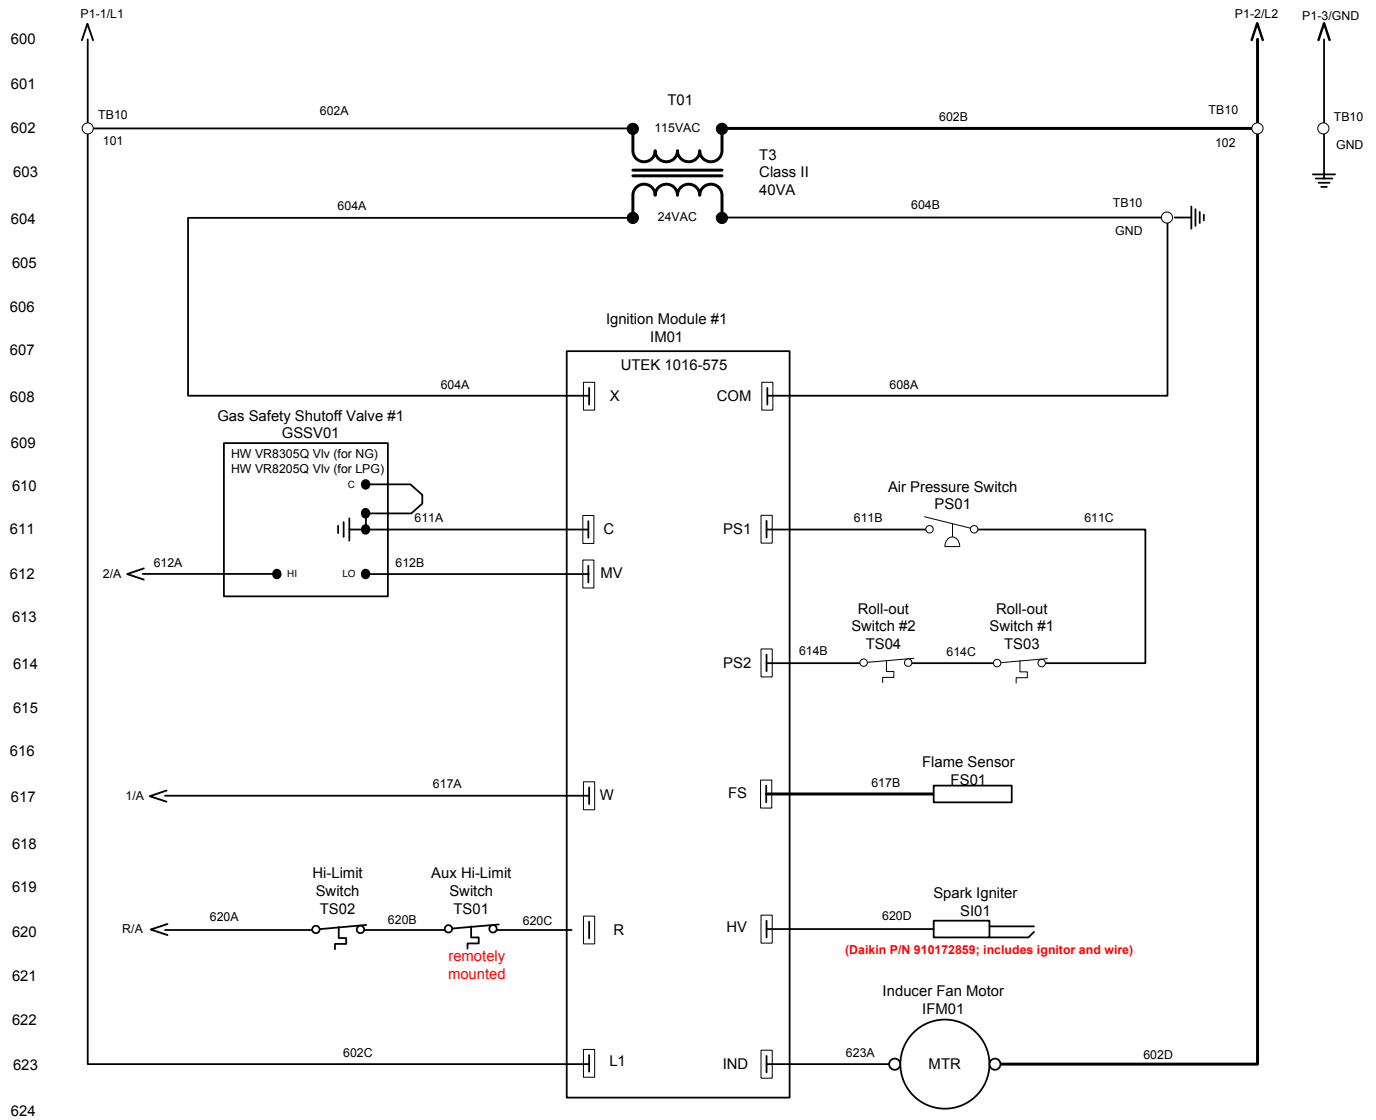 P1-1/L1
P1-2/L2
P1-3/GND
600
601
T01
TB10
602A
602B
TB10
TB10
602
115VAC
101
102
GND
T3
603
Class II
40VA
604A
604B
TB10
604
24VAC
GND
605
606
Ignition Module #1
IM01
607
UTEK 1016-575
604A
608A
608
X
COM
Gas Safety Shutoff Valve #1
GSSV01
609
HW VR8305Q Vlv (for NG)
HW VR8205Q Vlv (for LPG)
610
C
Air Pressure Switch
PS01
611A
611B
611C
611
C
PS1
612A
612B
612
2/A
HI
LO
MV
613
Roll-out
Switch #2
TS04
Roll-out
Switch #1
TS03
614B
614C
614
PS2
615
616
Flame Sensor
FS01
617A
617B
617
1/A
W
FS
618
619
Hi-Limit
Switch
TS02
Aux Hi-Limit
Switch
TS01
Spark Igniter
SI01
620A
620B
620C
620D
620
R/A
R
HV
remotely
mounted
(Daikin P/N 910172859; includes ignitor and wire)
621
Inducer Fan Motor
IFM01
622
602C
623A
602D
623
L1
IND
MTR
624